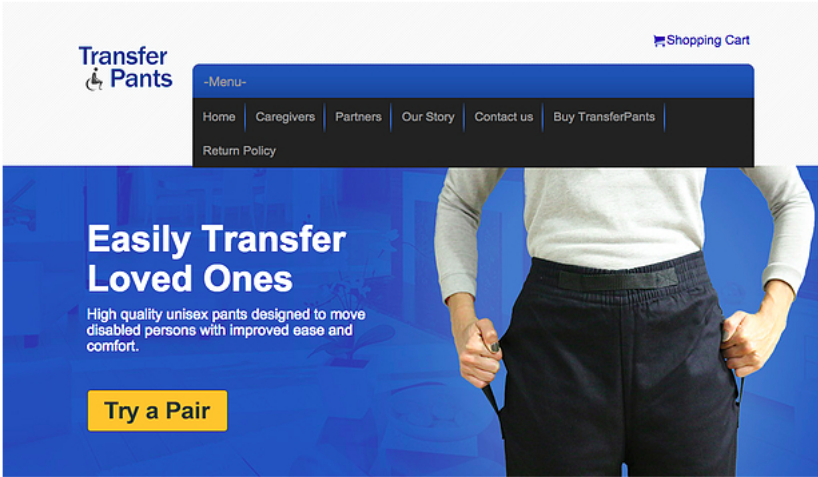 Shopping Cart
Transfer
Pants
-Menu-
Home Caregivers Partners Our Story Contact us Buy TransferPants
Return Policy
Easily Transfer
Loved Ones
High quality unisex pants designed to move
disabled persons with improved ease and
comfort.
Try a Pair